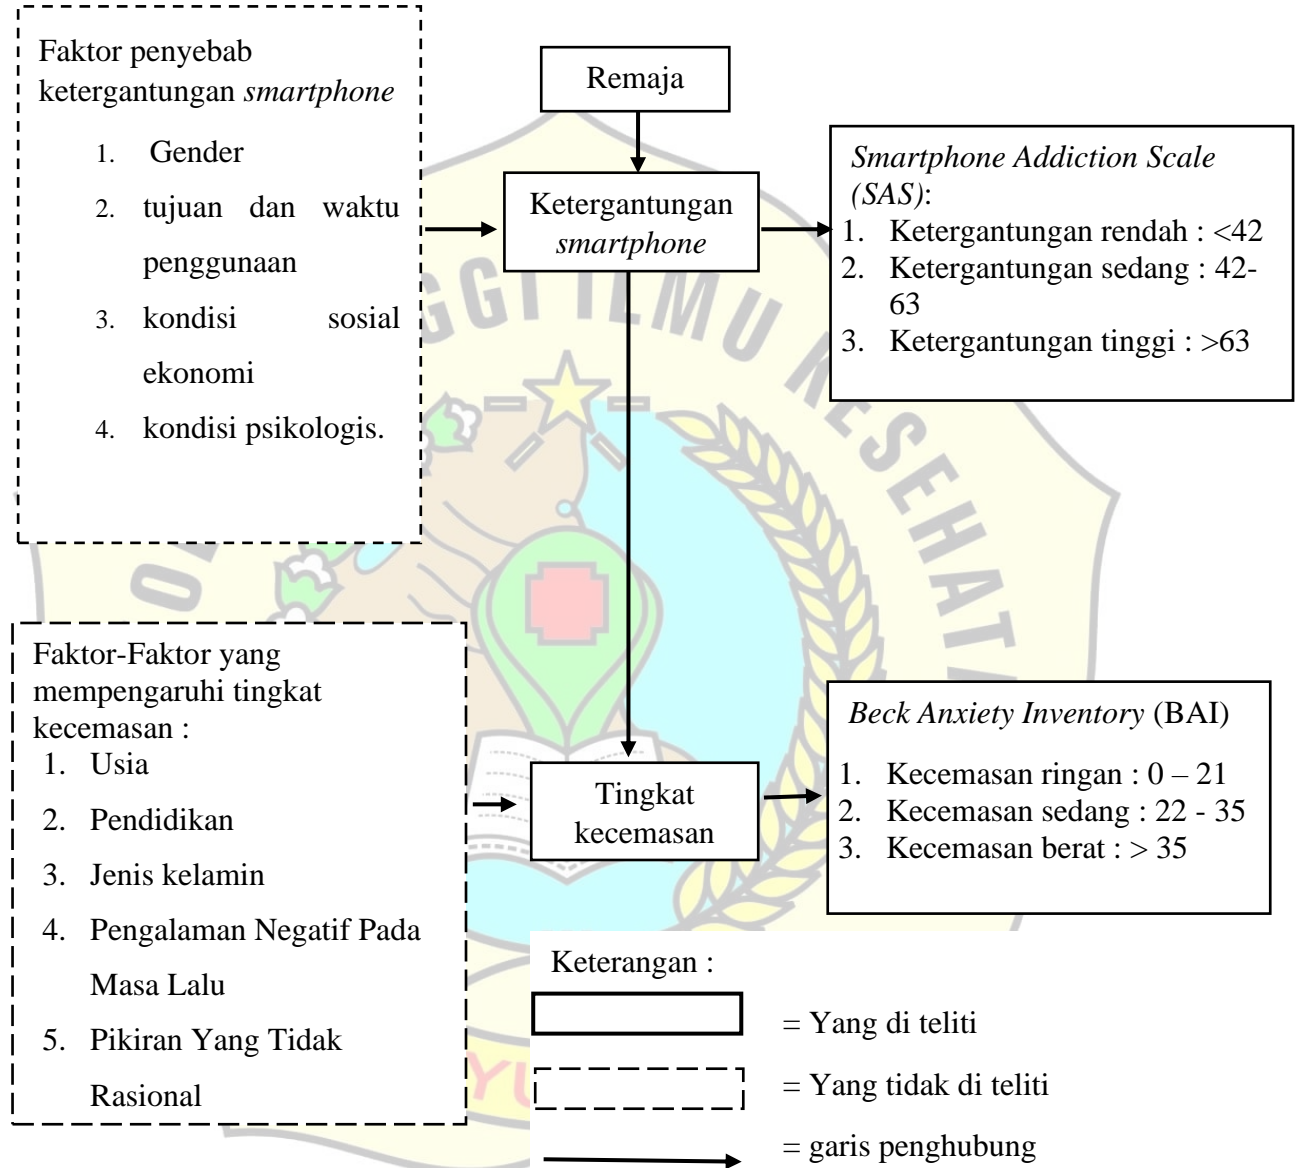 Faktor penyebab
ketergantungan smartphone
1. Gender
2. tujuan dan waktu
penggunaan
3. kondisi sosial
ekonomi
4. kondisi psikologis.
Remaja
Ketergantungan
smartphone
Smartphone Addiction Scale
(SAS):
1. Ketergantungan rendah : <42
2. Ketergantungan sedang : 42-
63
3. Ketergantungan tinggi : >63
GGI ILMU KESEHAT
Faktor-Faktor yang
mempengaruhi tingkat
kecemasan :
1. Usia
2. Pendidikan
3. Jenis kelamin
4. Pengalaman Negatif Pada
Masa Lalu
5. Pikiran Yang Tidak
Rasional
Tingkat
kecemasan
Beck Anxiety Inventory (BAI)
1. Kecemasan ringan : 0 – 21
2. Kecemasan sedang : 22 - 35
3. Kecemasan berat : > 35
Keterangan :
= Yang di teliti
= Yang tidak di teliti
= garis penghubung